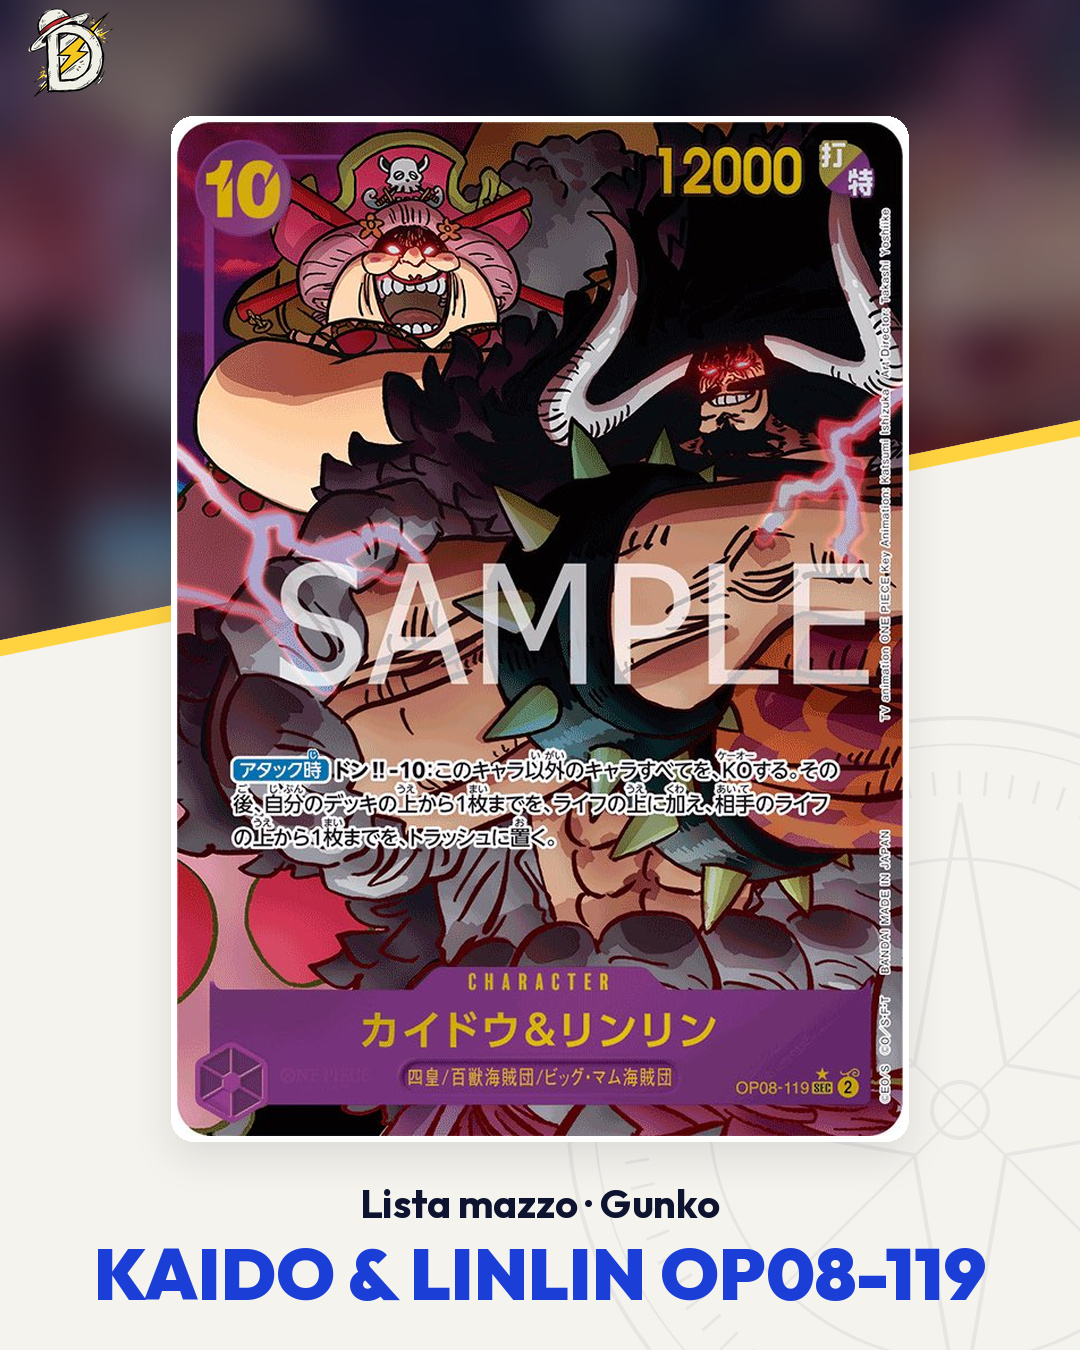 D
10
12000
打
特
SAMPLE
アタック時 ドン!!-10:このキャラ以外のキャラすべてを、KOする。その
後、自分のデッキの上から1枚までを、ライフの上に加え、相手のライフ
の上から1枚までを、トラッシュに置く。
CHARACTER
カイドウ&リンリン
ONE PIECE
四皇/百獣海賊団/ビッグ・マム海賊団
OP08-119 SEC 2
TV animation ONE PIECE Key Animation: Katsumi Ishizuka Art Director: Takashi Yoshiike
BANDAI MADE IN JAPAN
©EO/S ©O/S·F·T
Lista mazzo · Gunko
KAIDO & LINLIN OP08-119